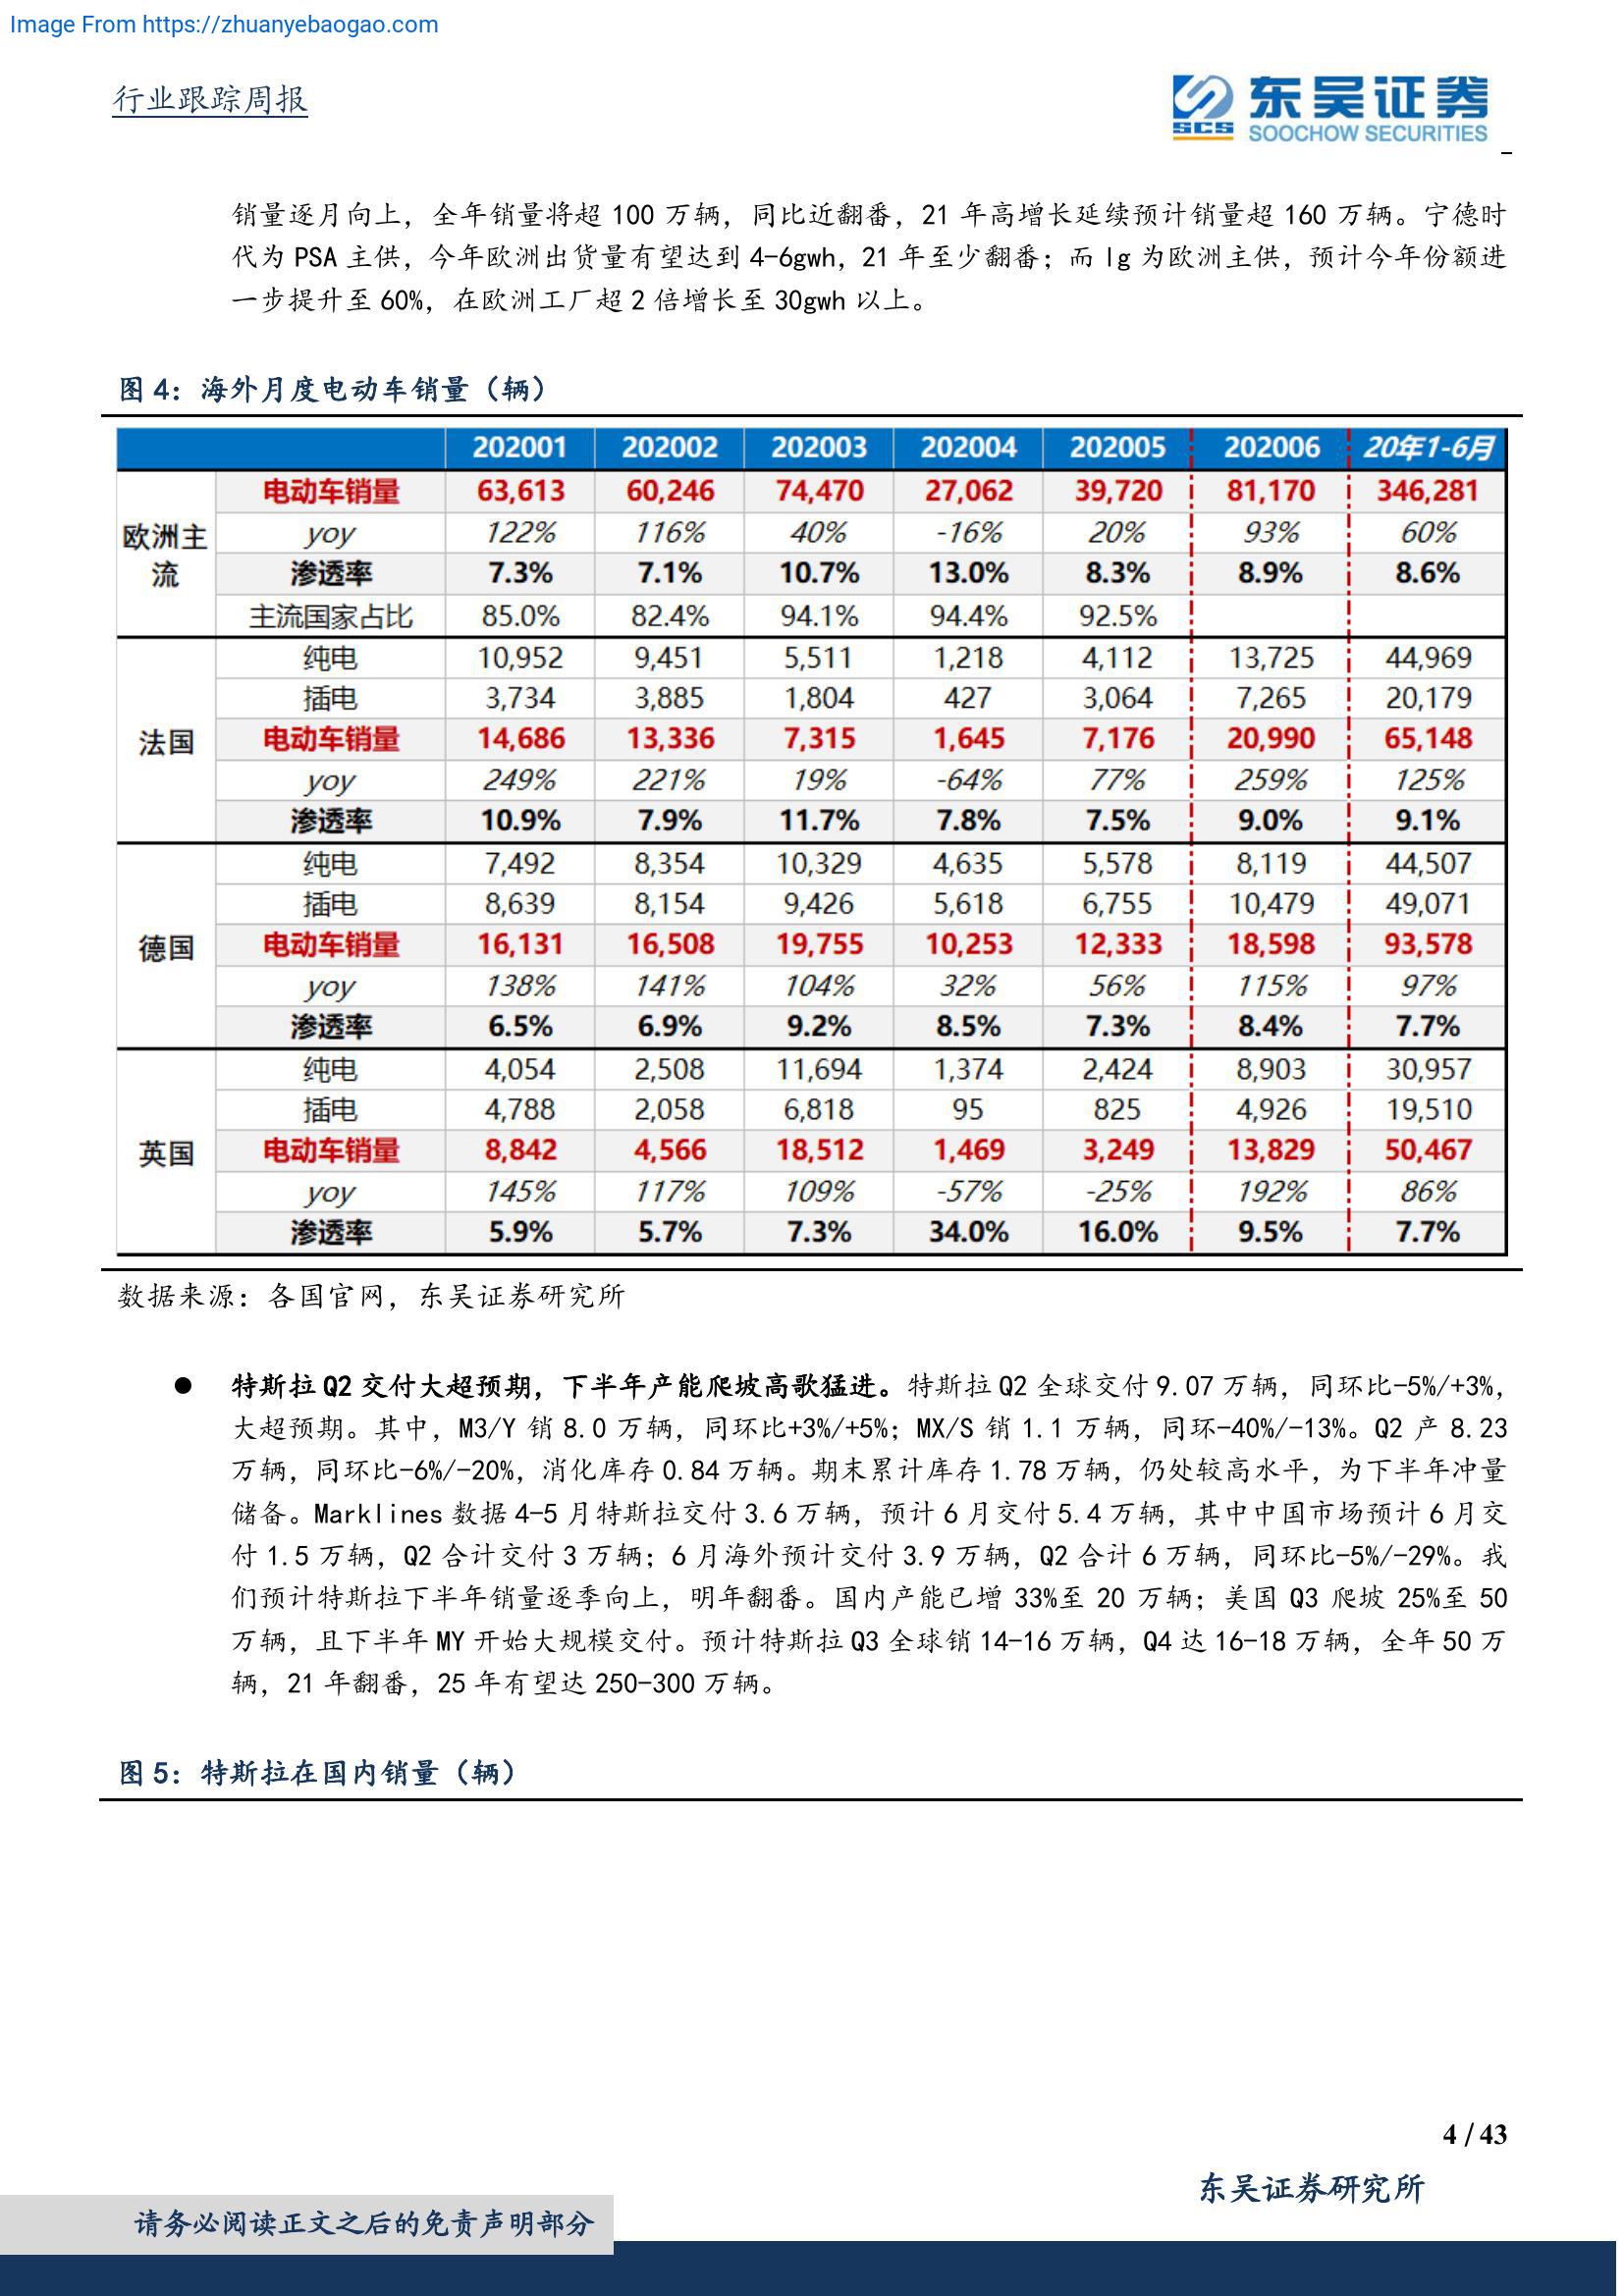 Image From https://zhuanyebaogao.com
行业跟踪周报
东吴证券
SCS SOOCHOW SECURITIES
销量逐月向上，全年销量将超 100 万辆，同比近翻番，21 年高增长延续预计销量超 160 万辆。宁德时
代为 PSA 主供，今年欧洲出货量有望达到 4-6gwh，21 年至少翻番；而 lg 为欧洲主供，预计今年份额进
一步提升至 60%，在欧洲工厂超 2 倍增长至 30gwh 以上。
图 4：海外月度电动车销量（辆）
202001 202002 202003 202004 202005 202006 20年1-6月
欧洲主流
电动车销量 63,613 60,246 74,470 27,062 39,720 81,170 346,281
yoy 122% 116% 40% -16% 20% 93% 60%
渗透率 7.3% 7.1% 10.7% 13.0% 8.3% 8.9% 8.6%
主流国家占比 85.0% 82.4% 94.1% 94.4% 92.5%
法国
纯电 10,952 9,451 5,511 1,218 4,112 13,725 44,969
插电 3,734 3,885 1,804 427 3,064 7,265 20,179
电动车销量 14,686 13,336 7,315 1,645 7,176 20,990 65,148
yoy 249% 221% 19% -64% 77% 259% 125%
渗透率 10.9% 7.9% 11.7% 7.8% 7.5% 9.0% 9.1%
德国
纯电 7,492 8,354 10,329 4,635 5,578 8,119 44,507
插电 8,639 8,154 9,426 5,618 6,755 10,479 49,071
电动车销量 16,131 16,508 19,755 10,253 12,333 18,598 93,578
yoy 138% 141% 104% 32% 56% 115% 97%
渗透率 6.5% 6.9% 9.2% 8.5% 7.3% 8.4% 7.7%
英国
纯电 4,054 2,508 11,694 1,374 2,424 8,903 30,957
插电 4,788 2,058 6,818 95 825 4,926 19,510
电动车销量 8,842 4,566 18,512 1,469 3,249 13,829 50,467
yoy 145% 117% 109% -57% -25% 192% 86%
渗透率 5.9% 5.7% 7.3% 34.0% 16.0% 9.5% 7.7%
数据来源：各国官网，东吴证券研究所
● 特斯拉 Q2 交付大超预期，下半年产能爬坡高歌猛进。特斯拉 Q2 全球交付 9.07 万辆，同环比-5%/+3%，
大超预期。其中，M3/Y 销 8.0 万辆，同环比+3%/+5%；MX/S 销 1.1 万辆，同环-40%/-13%。Q2 产 8.23
万辆，同环比-6%/-20%，消化库存 0.84 万辆。期末累计库存 1.78 万辆，仍处较高水平，为下半年冲量
储备。Marklines 数据 4-5 月特斯拉交付 3.6 万辆，预计 6 月交付 5.4 万辆，其中中国市场预计 6 月交
付 1.5 万辆，Q2 合计交付 3 万辆；6 月海外预计交付 3.9 万辆，Q2 合计 6 万辆，同环比-5%/-29%。我
们预计特斯拉下半年销量逐季向上，明年翻番。国内产能已增 33%至 20 万辆；美国 Q3 爬坡 25%至 50
万辆，且下半年 MY 开始大规模交付。预计特斯拉 Q3 全球销 14-16 万辆，Q4 达 16-18 万辆，全年 50 万
辆，21 年翻番，25 年有望达 250-300 万辆。
图 5：特斯拉在国内销量（辆）
4 / 43
东吴证券研究所
请务必阅读正文之后的免责声明部分